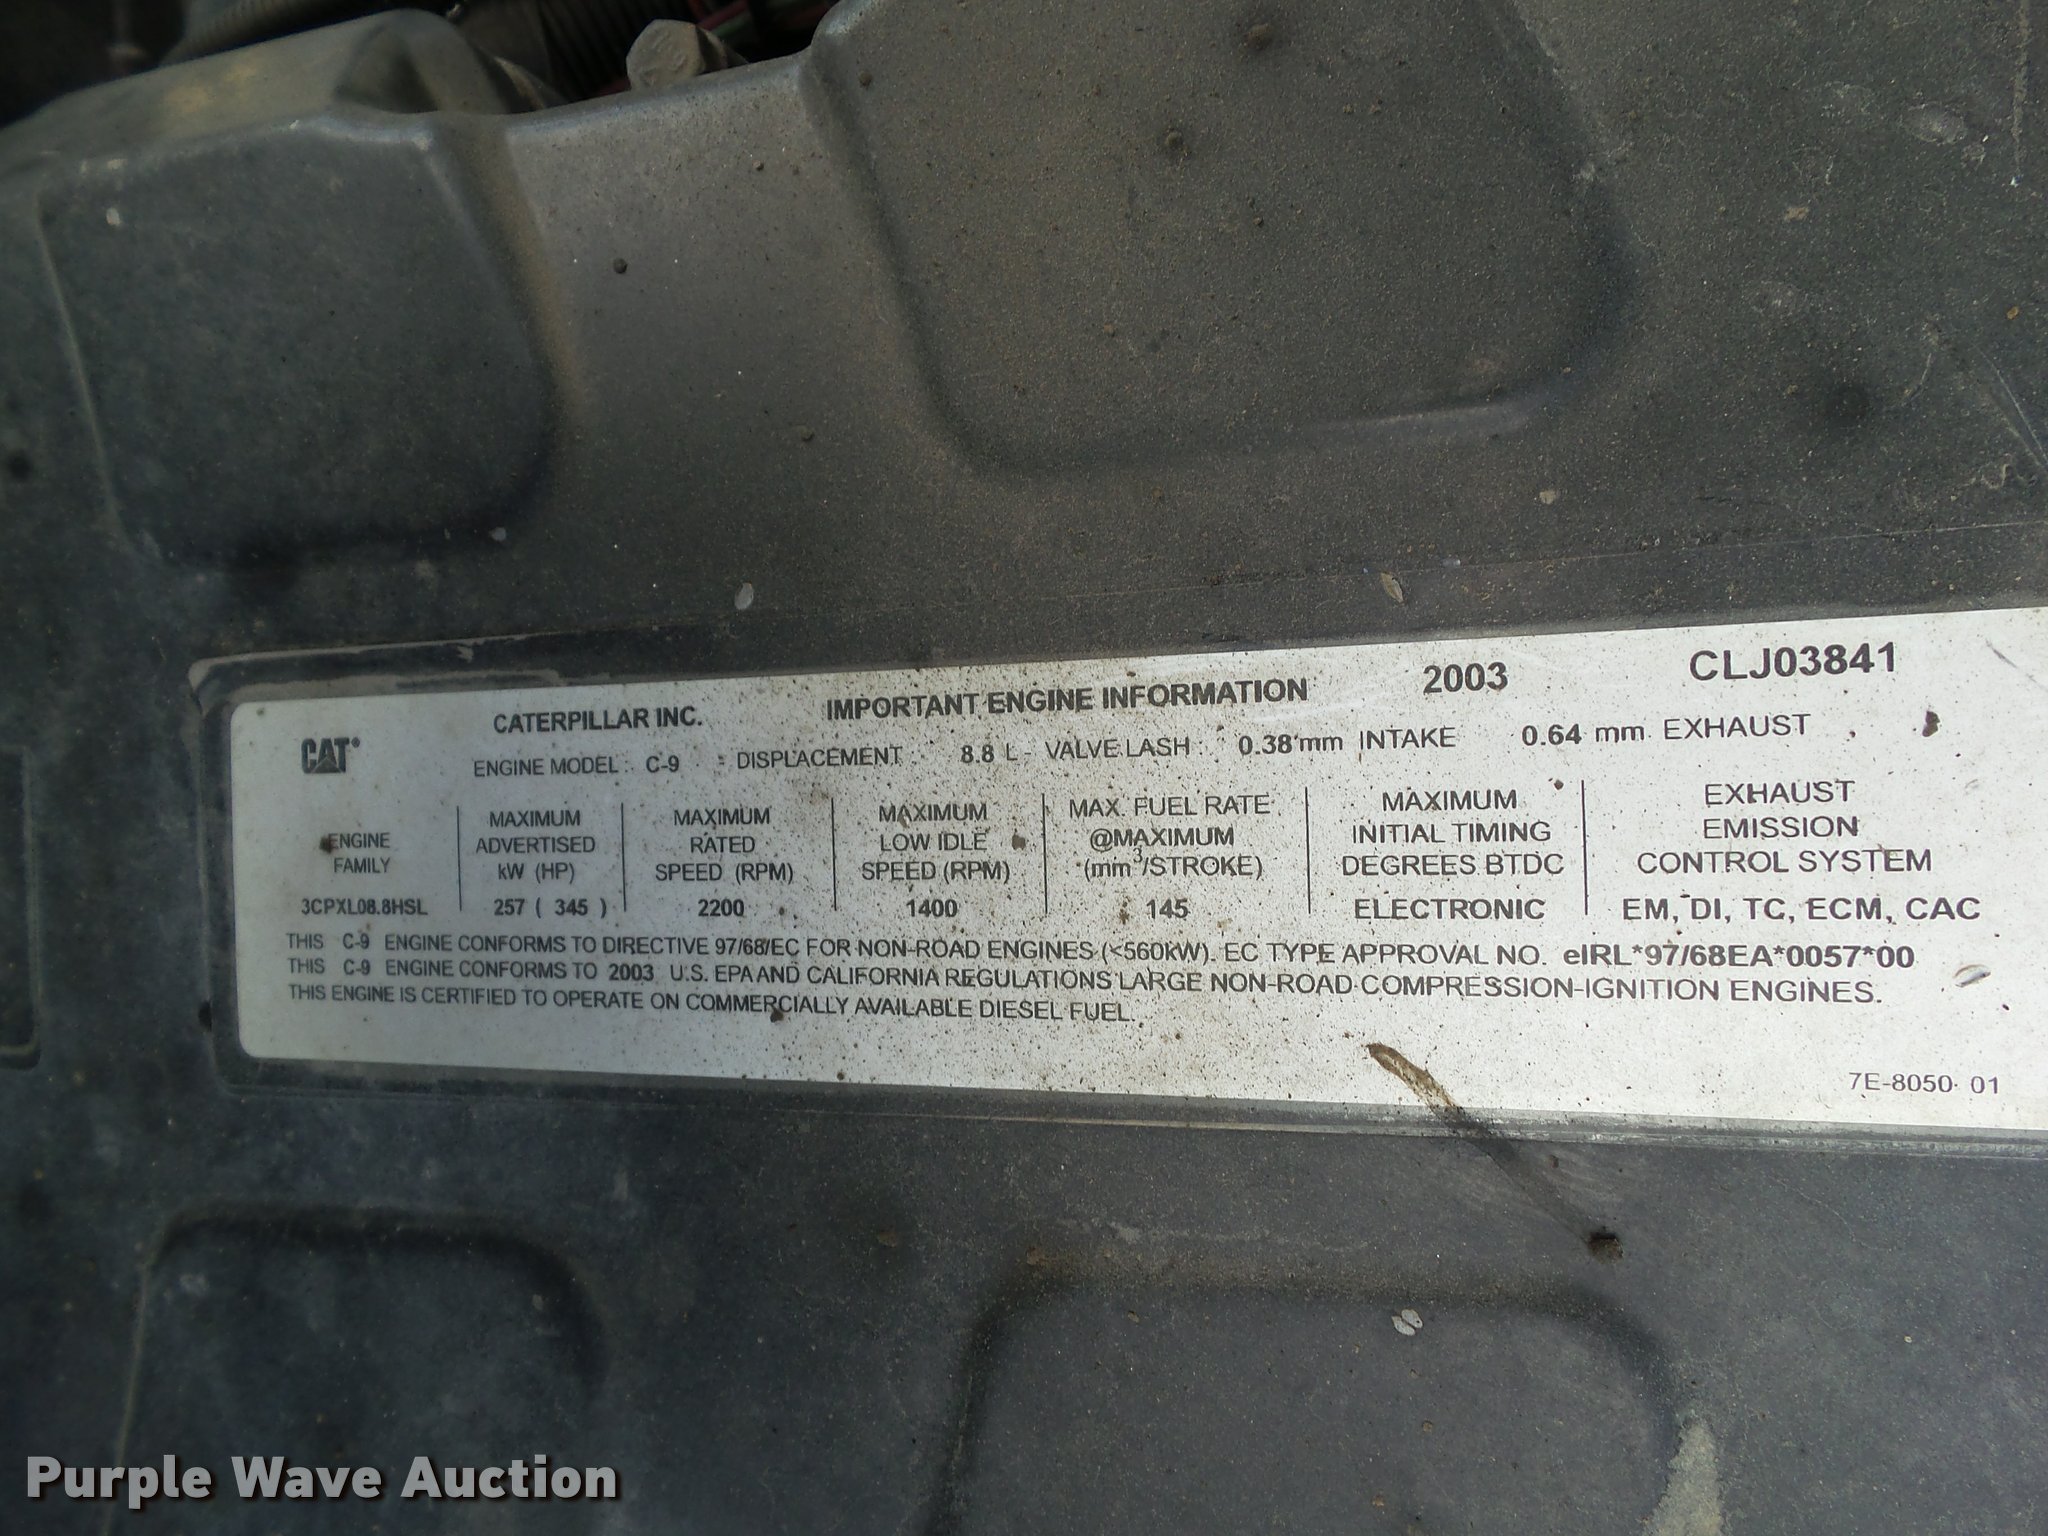 CATERPILLAR INC. IMPORTANT ENGINE INFORMATION 2003 CLJ03841
CAT®
ENGINE MODEL : C-9 - DISPLACEMENT : 8.8 L - VALVE LASH : 0.38 mm INTAKE 0.64 mm EXHAUST
ENGINE FAMILY
3CPXL08.8HSL
MAXIMUM
ADVERTISED
kW (HP)
257 ( 345 )
MAXIMUM
RATED
SPEED (RPM)
2200
MAXIMUM
LOW IDLE
SPEED (RPM)
1400
MAX. FUEL RATE
@MAXIMUM
(mm³/STROKE)
145
MAXIMUM
INITIAL TIMING
DEGREES BTDC
ELECTRONIC
EXHAUST
EMISSION
CONTROL SYSTEM
EM, DI, TC, ECM, CAC
THIS C-9 ENGINE CONFORMS TO DIRECTIVE 97/68/EC FOR NON-ROAD ENGINES (<560kW). EC TYPE APPROVAL NO. eIRL*97/68EA*0057*00
THIS C-9 ENGINE CONFORMS TO 2003 U.S. EPA AND CALIFORNIA REGULATIONS LARGE NON-ROAD COMPRESSION-IGNITION ENGINES.
THIS ENGINE IS CERTIFIED TO OPERATE ON COMMERCIALLY AVAILABLE DIESEL FUEL.
7E-8050 01
Purple Wave Auction